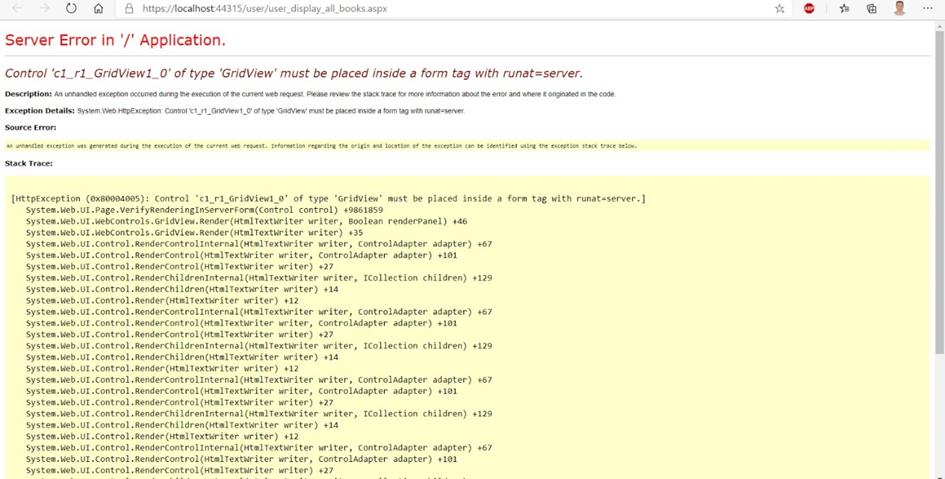 https://localhost:44315/user/user_display_all_books.aspx
ABP
Server Error in '/' Application.
Control 'c1_r1_GridView1_0' of type 'GridView' must be placed inside a form tag with runat=server.
Description: An unhandled exception occurred during the execution of the current web request. Please review the stack trace for more information about the error and where it originated in the code.
Exception Details: System.Web.HttpException: Control 'c1_r1_GridView1_0' of type 'GridView' must be placed inside a form tag with runat=server.
Source Error:
An unhandled exception was generated during the execution of the current web request. Information regarding the origin and location of the exception can be identified using the exception stack trace below.
Stack Trace:
[HttpException (0x80004005): Control 'c1_r1_GridView1_0' of type 'GridView' must be placed inside a form tag with runat=server.]
System.Web.UI.Page.VerifyRenderingInServerForm(Control control) +9861859
System.Web.UI.WebControls.GridView.Render(HtmlTextWriter writer, Boolean renderPanel) +46
System.Web.UI.WebControls.GridView.Render(HtmlTextWriter writer) +35
System.Web.UI.Control.RenderControlInternal(HtmlTextWriter writer, ControlAdapter adapter) +67
System.Web.UI.Control.RenderControl(HtmlTextWriter writer, ControlAdapter adapter) +101
System.Web.UI.Control.RenderControl(HtmlTextWriter writer) +27
System.Web.UI.Control.RenderChildrenInternal(HtmlTextWriter writer, ICollection children) +129
System.Web.UI.Control.RenderChildren(HtmlTextWriter writer) +14
System.Web.UI.Control.Render(HtmlTextWriter writer) +12
System.Web.UI.Control.RenderControlInternal(HtmlTextWriter writer, ControlAdapter adapter) +67
System.Web.UI.Control.RenderControl(HtmlTextWriter writer, ControlAdapter adapter) +101
System.Web.UI.Control.RenderControl(HtmlTextWriter writer) +27
System.Web.UI.Control.RenderChildrenInternal(HtmlTextWriter writer, ICollection children) +129
System.Web.UI.Control.RenderChildren(HtmlTextWriter writer) +14
System.Web.UI.Control.Render(HtmlTextWriter writer) +12
System.Web.UI.Control.RenderControlInternal(HtmlTextWriter writer, ControlAdapter adapter) +67
System.Web.UI.Control.RenderControl(HtmlTextWriter writer, ControlAdapter adapter) +101
System.Web.UI.Control.RenderControl(HtmlTextWriter writer) +27
System.Web.UI.Control.RenderChildrenInternal(HtmlTextWriter writer, ICollection children) +129
System.Web.UI.Control.RenderChildren(HtmlTextWriter writer) +14
System.Web.UI.Control.Render(HtmlTextWriter writer) +12
System.Web.UI.Control.RenderControlInternal(HtmlTextWriter writer, ControlAdapter adapter) +67
System.Web.UI.Control.RenderControl(HtmlTextWriter writer, ControlAdapter adapter) +101
System.Web.UI.Control.RenderControl(HtmlTextWriter writer) +27